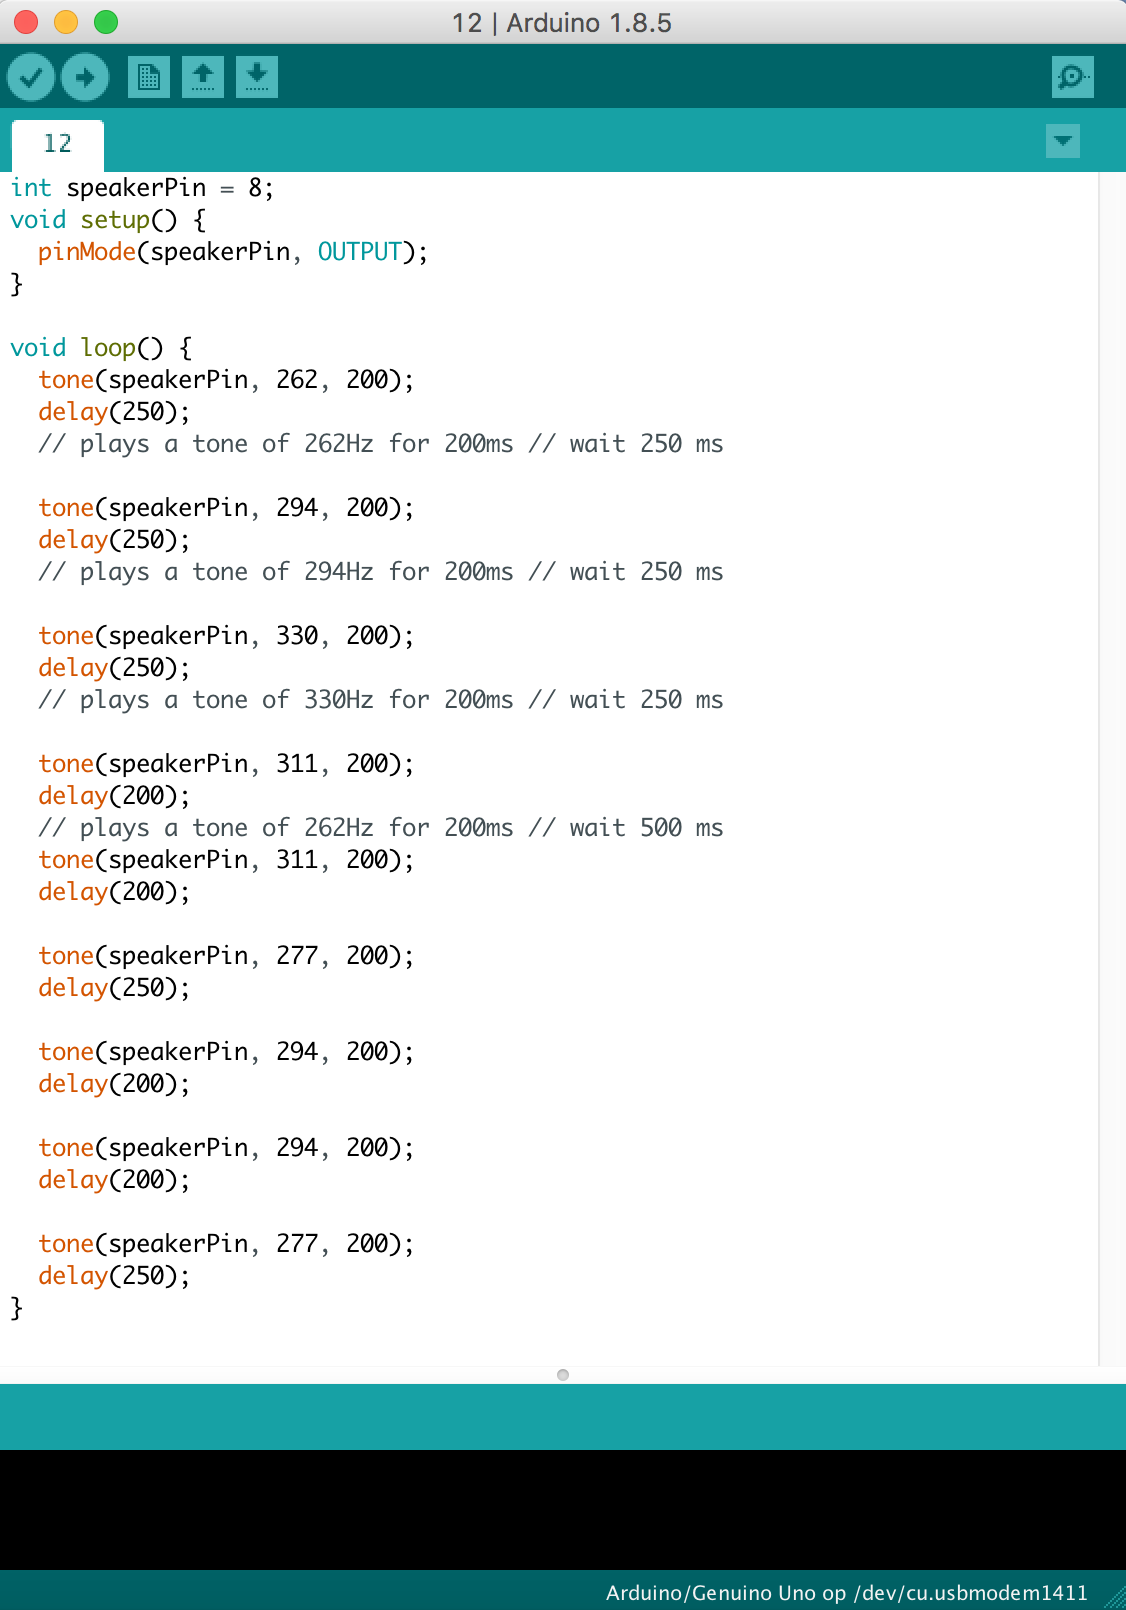 12 | Arduino 1.8.5
12
int speakerPin = 8;
void setup() {
  pinMode(speakerPin, OUTPUT);
}

void loop() {
  tone(speakerPin, 262, 200);
  delay(250);
  // plays a tone of 262Hz for 200ms // wait 250 ms

  tone(speakerPin, 294, 200);
  delay(250);
  // plays a tone of 294Hz for 200ms // wait 250 ms

  tone(speakerPin, 330, 200);
  delay(250);
  // plays a tone of 330Hz for 200ms // wait 250 ms

  tone(speakerPin, 311, 200);
  delay(200);
  // plays a tone of 262Hz for 200ms // wait 500 ms
  tone(speakerPin, 311, 200);
  delay(200);

  tone(speakerPin, 277, 200);
  delay(250);

  tone(speakerPin, 294, 200);
  delay(200);

  tone(speakerPin, 294, 200);
  delay(200);

  tone(speakerPin, 277, 200);
  delay(250);
}
Arduino/Genuino Uno op /dev/cu.usbmodem1411